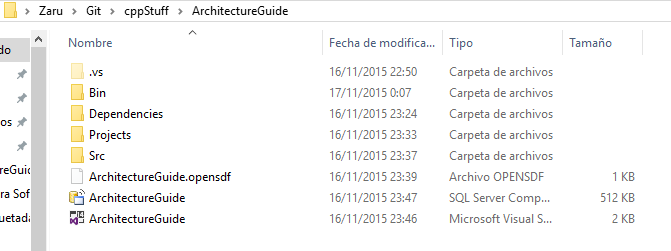 Zaru > Git > cppStuff > ArchitectureGuide
Nombre Fecha de modifica... Tipo Tamaño
do
.vs 16/11/2015 22:50 Carpeta de archivos
Bin 17/11/2015 0:07 Carpeta de archivos
Dependencies 16/11/2015 23:24 Carpeta de archivos
os
Projects 16/11/2015 23:33 Carpeta de archivos
Src 16/11/2015 23:37 Carpeta de archivos
reGuid ArchitectureGuide.opensdf 16/11/2015 23:39 Archivo OPENSDF 1 KB
ra Sof ArchitectureGuide 16/11/2015 23:47 SQL Server Comp... 512 KB
quetada ArchitectureGuide 16/11/2015 23:46 Microsoft Visual S... 2 KB